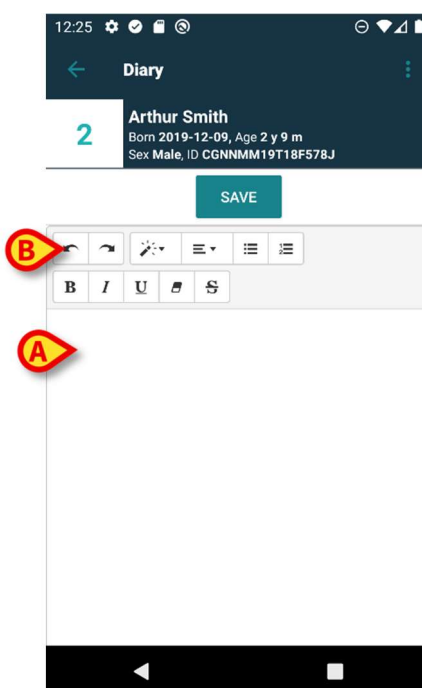 12:25
Diary
2
Arthur Smith
Born 2019-12-09, Age 2 y 9 m
Sex Male, ID CGNNMM19T18F578J
SAVE
B
B I U S
A